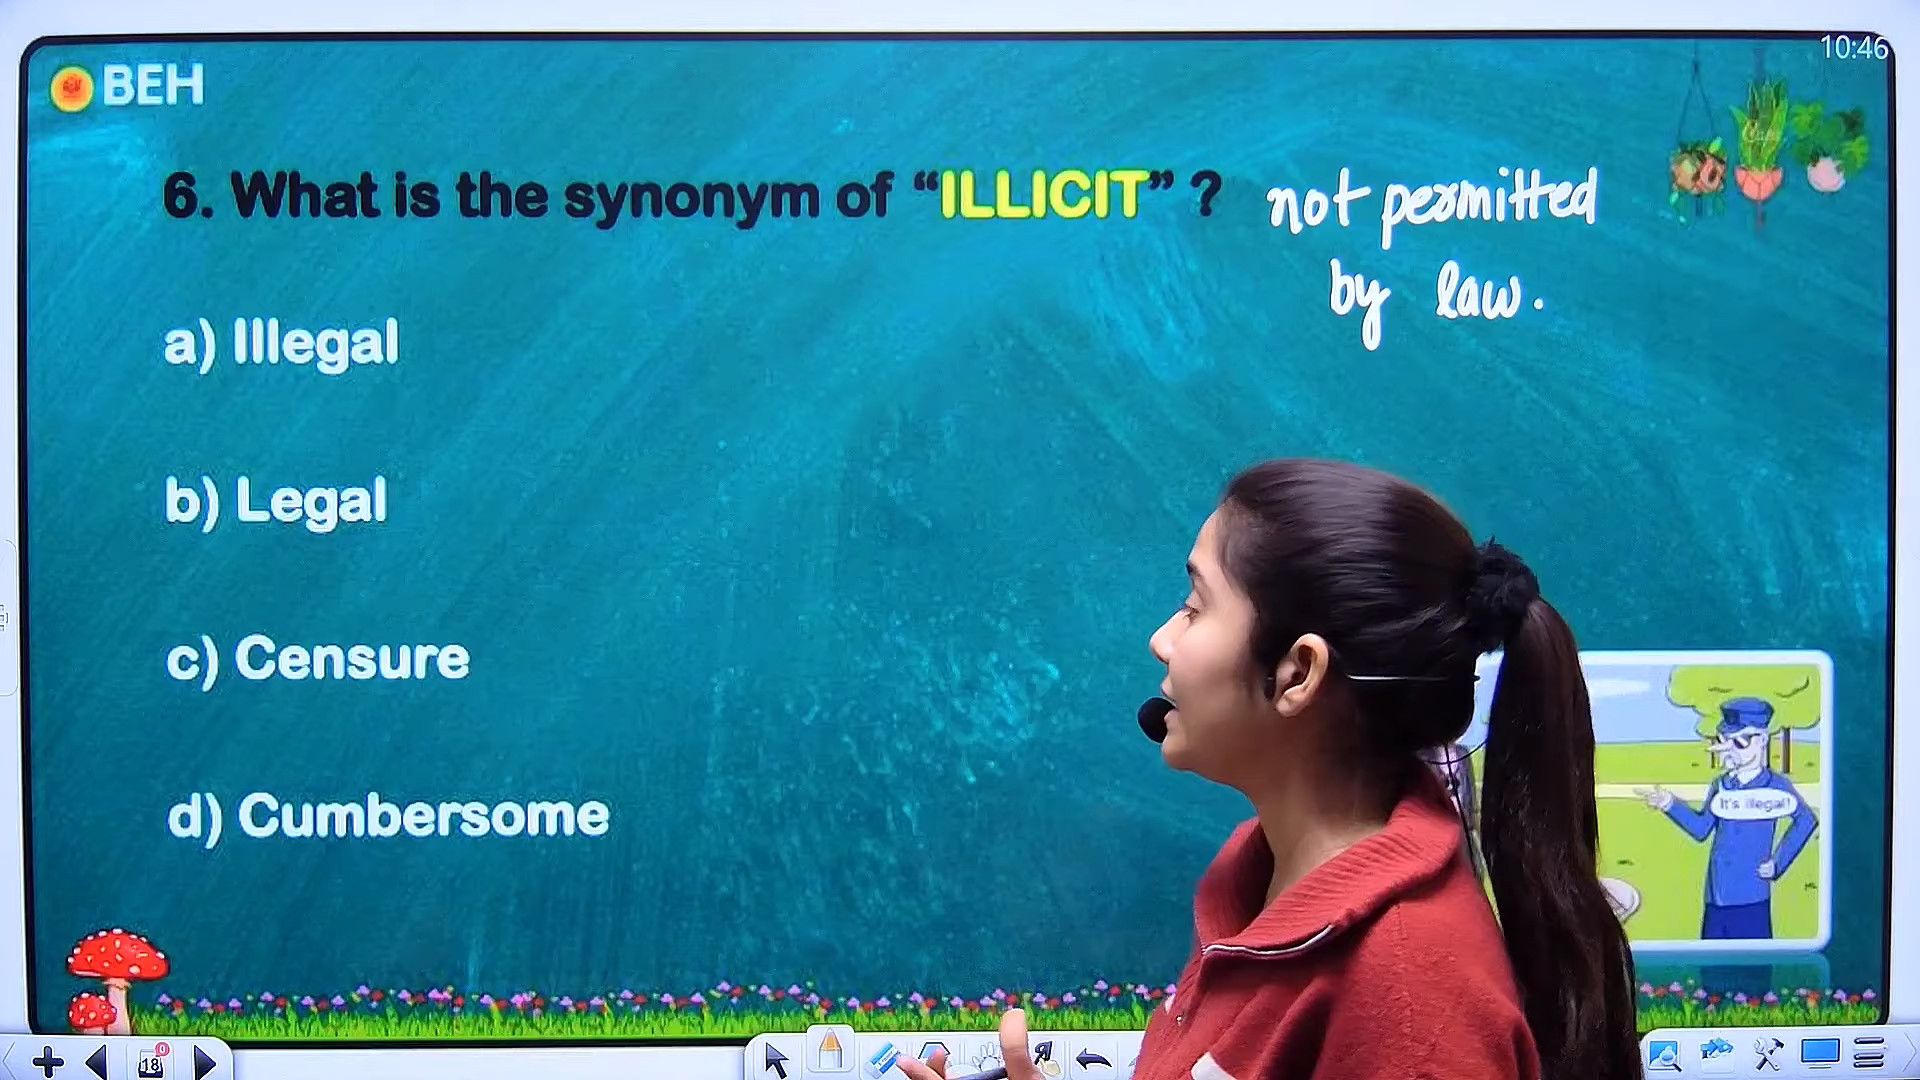 10:46
BEH
6. What is the synonym of “ILLICIT” ?
not permitted
by law.
a) Illegal
b) Legal
c) Censure
d) Cumbersome
It's illegal!
18
0